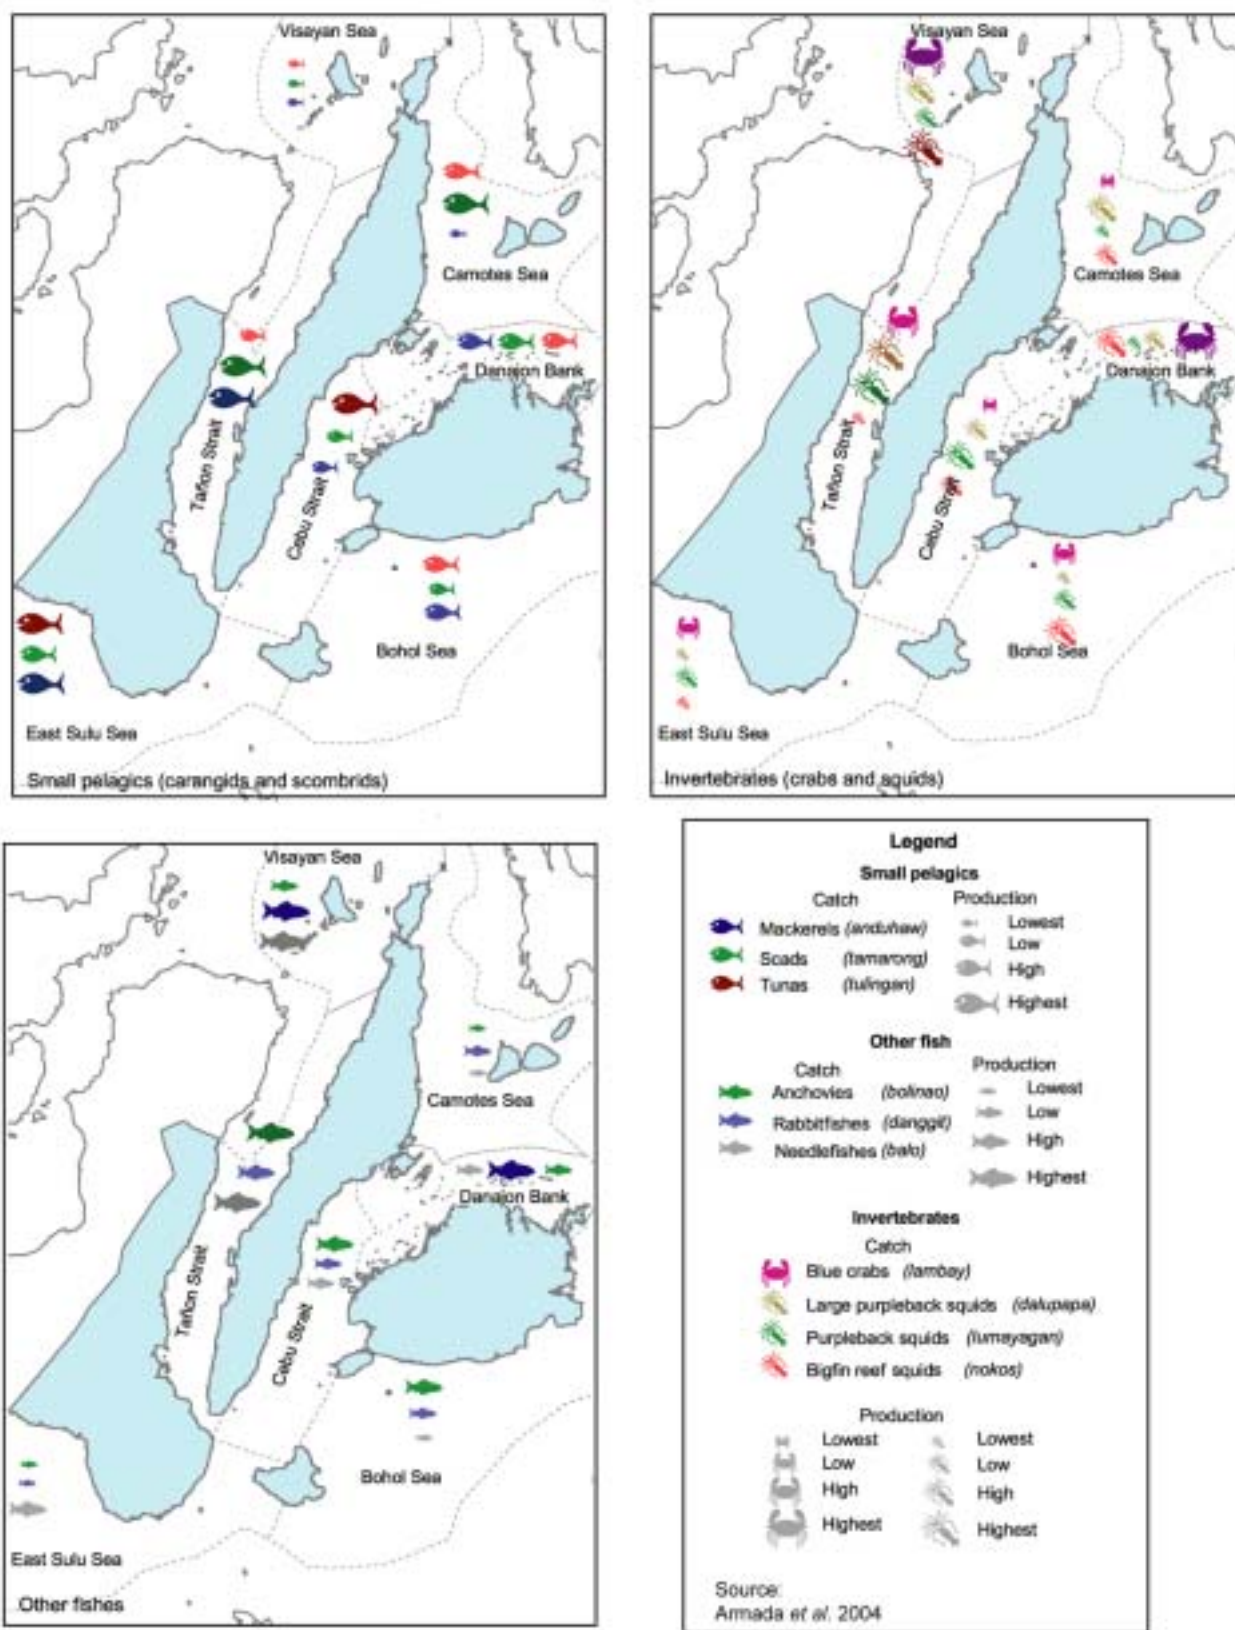 Visayan Sea
Camotes Sea
Danajon Bank
Tañon Strait
Cebu Strait
Bohol Sea
East Sulu Sea
Small pelagics (carangids and scombrids)
Visayan Sea
Camotes Sea
Danajon Bank
Tañon Strait
Cebu Strait
Bohol Sea
East Sulu Sea
Invertebrates (crabs and squids)
Visayan Sea
Camotes Sea
Danajon Bank
Tañon Strait
Cebu Strait
Bohol Sea
East Sulu Sea
Other fishes
Legend
Small pelagics
Catch Production
Mackerels (anduhaw) Lowest
Low
Scads (tamarong) High
Tunas (tulingan) Highest
Other fish
Catch Production
Anchovies (bolinao) Lowest
Low
Rabbitfishes (danggit) High
Needlefishes (balo) Highest
Invertebrates
Catch
Blue crabs (lambay)
Large purpleback squids (dalupapa)
Purpleback squids (lumayagan)
Bigfin reef squids (nokos)
Production
Lowest Lowest
Low Low
High High
Highest Highest
Source:
Armada et al. 2004